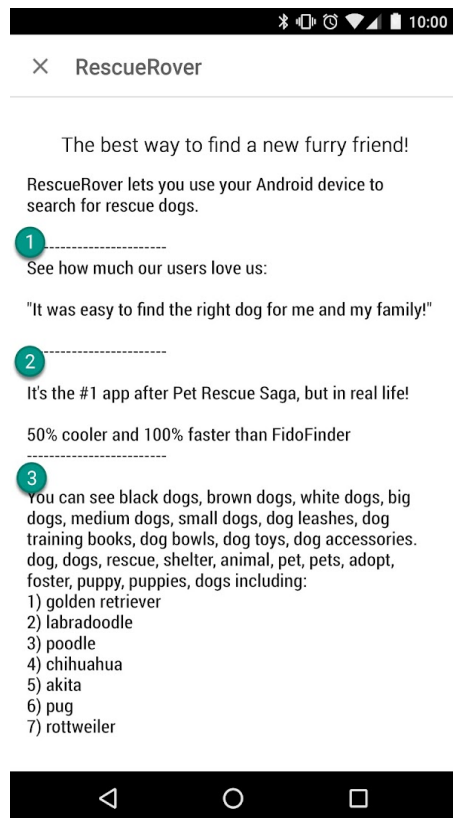 10:00
RescueRover
The best way to find a new furry friend!
RescueRover lets you use your Android device to
search for rescue dogs.
1
-----------------------
See how much our users love us:
"It was easy to find the right dog for me and my family!"
-----------------------
2
It's the #1 app after Pet Rescue Saga, but in real life!
50% cooler and 100% faster than FidoFinder
-------------------------
3
You can see black dogs, brown dogs, white dogs, big
dogs, medium dogs, small dogs, dog leashes, dog
training books, dog bowls, dog toys, dog accessories.
dog, dogs, rescue, shelter, animal, pet, pets, adopt,
foster, puppy, puppies, dogs including:
1) golden retriever
2) labradoodle
3) poodle
4) chihuahua
5) akita
6) pug
7) rottweiler